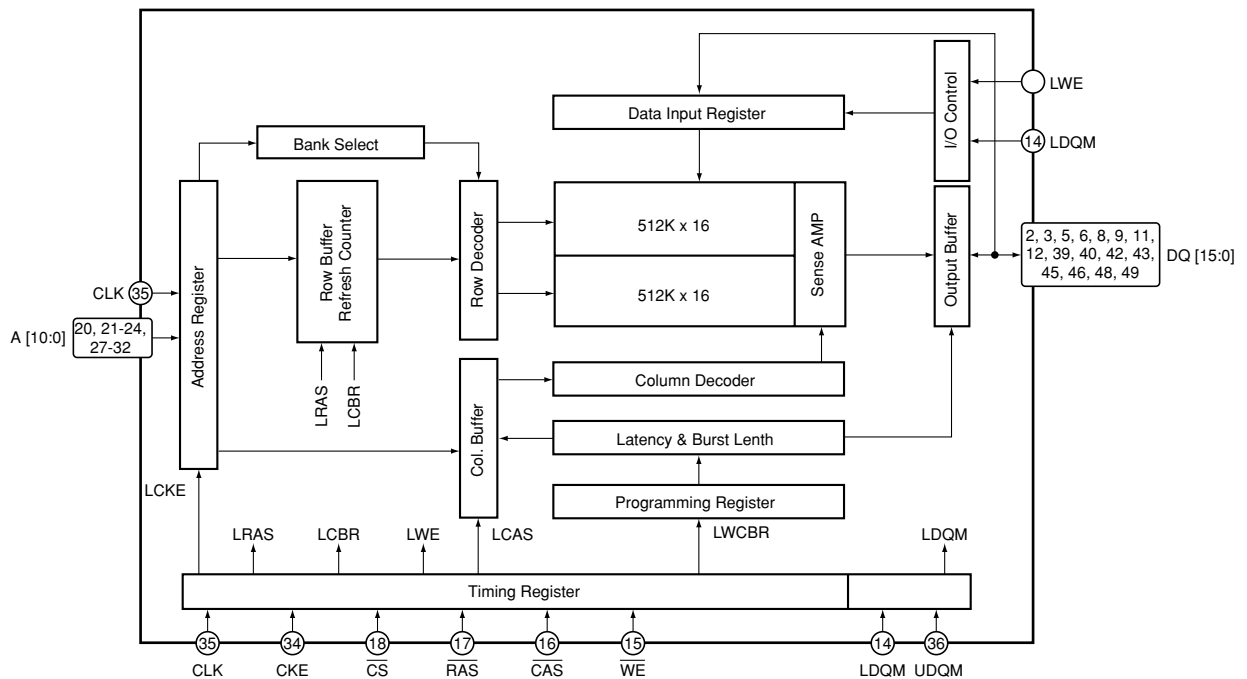 I/O Control
LWE
Data Input Register
14 LDQM
Bank Select
Address Register
Row Buffer
Refresh Counter
Row Decoder
512K x 16
Sense AMP
Output Buffer
2, 3, 5, 6, 8, 9, 11,
12, 39, 40, 42, 43,
45, 46, 48, 49
DQ [15:0]
512K x 16
CLK 35
A [10:0]
20, 21-24,
27-32
LRAS
LCBR
Col. Buffer
Column Decoder
Latency & Burst Lenth
LCKE
Programming Register
LRAS
LCBR
LWE
LCAS
LWCBR
LDQM
Timing Register
35
34
18
17
16
15
14
36
CLK
CKE
C̅S̅
R̅A̅S̅
C̅A̅S̅
W̅E̅
LDQM
UDQM